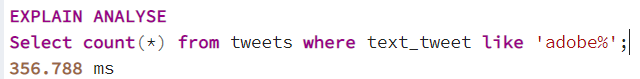 EXPLAIN ANALYSE
Select count(*) from tweets where text_tweet like 'adobe%';
356.788 ms